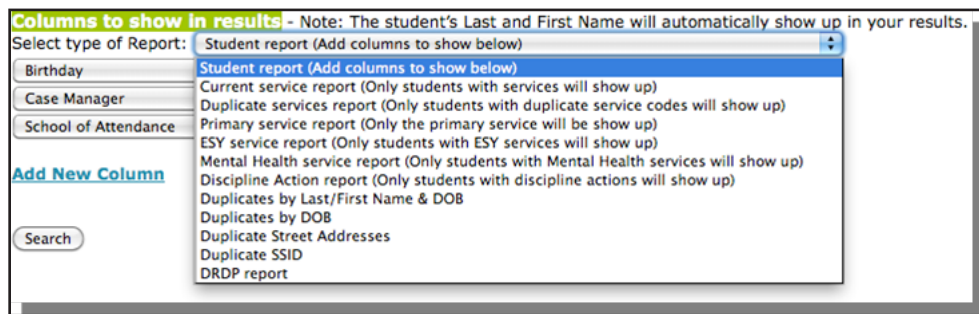 Columns to show in results - Note: The student's Last and First Name will automatically show up in your results.
Select type of Report: Student report (Add columns to show below)
Birthday
Case Manager
School of Attendance
Add New Column
Search
Student report (Add columns to show below)
Current service report (Only students with services will show up)
Duplicate services report (Only students with duplicate service codes will show up)
Primary service report (Only the primary service will be show up)
ESY service report (Only students with ESY services will show up)
Mental Health service report (Only students with Mental Health services will show up)
Discipline Action report (Only students with discipline actions will show up)
Duplicates by Last/First Name & DOB
Duplicates by DOB
Duplicate Street Addresses
Duplicate SSID
DRDP report